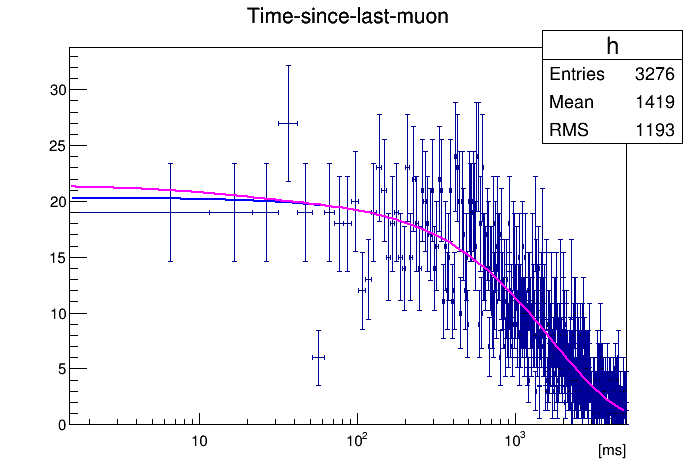 Time-since-last-muon
h
Entries 3276
Mean 1419
RMS 1193
30
25
20
15
10
5
0
10 10² 10³
[ms]